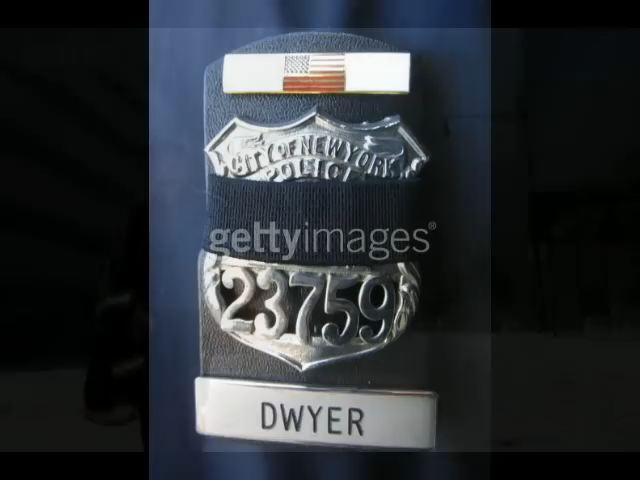 CITY OF NEW YORK
POLICE
gettyimages®
23759
DWYER